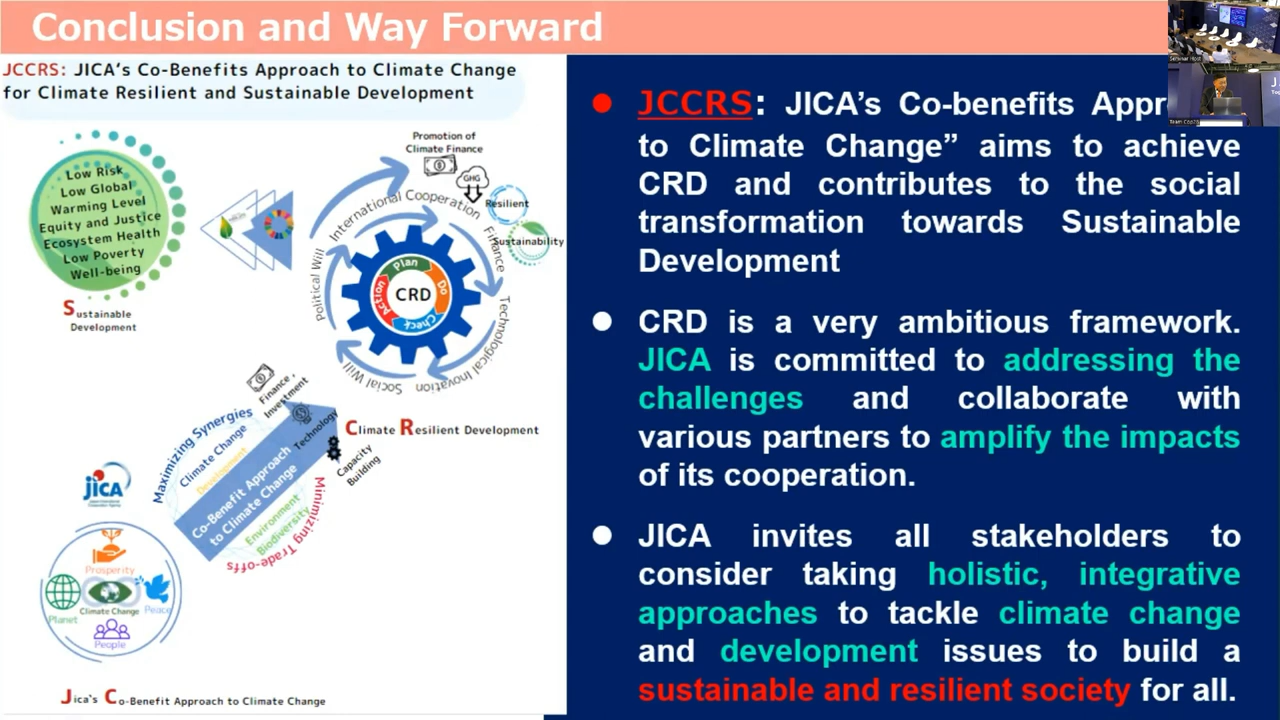 Conclusion and Way Forward
JCCRS: JICA's Co-Benefits Approach to Climate Change
for Climate Resilient and Sustainable Development
Low Risk
Low Global
Warming Level
Equity and Justice
Ecosystem Health
Low Poverty
Well-being
Sustainable
Development
Promotion of
Climate Finance
GHG
Resilient
Sustainability
International Cooperation
Finance
Technological Inovation
Social Will
Political Will
Plan
Do
Check
Action
CRD
Climate Resilient Development
Finance,
Investment
Technology
Capacity
Building
Maximizing Synergies
Climate Change
Development
Co-Benefit Approach
to Climate Change
Environment
Biodiversity
Minimizing Trade-offs
JICA
Prosperity
Planet
Climate Change
Peace
People
Jica's Co-Benefit Approach to Climate Change
● JCCRS: JICA's Co-benefits Appr
to Climate Change” aims to achieve
CRD and contributes to the social
transformation towards Sustainable
Development
● CRD is a very ambitious framework.
JICA is committed to addressing the
challenges and collaborate with
various partners to amplify the impacts
of its cooperation.
● JICA invites all stakeholders to
consider taking holistic, integrative
approaches to tackle climate change
and development issues to build a
sustainable and resilient society for all.
Seminar Host